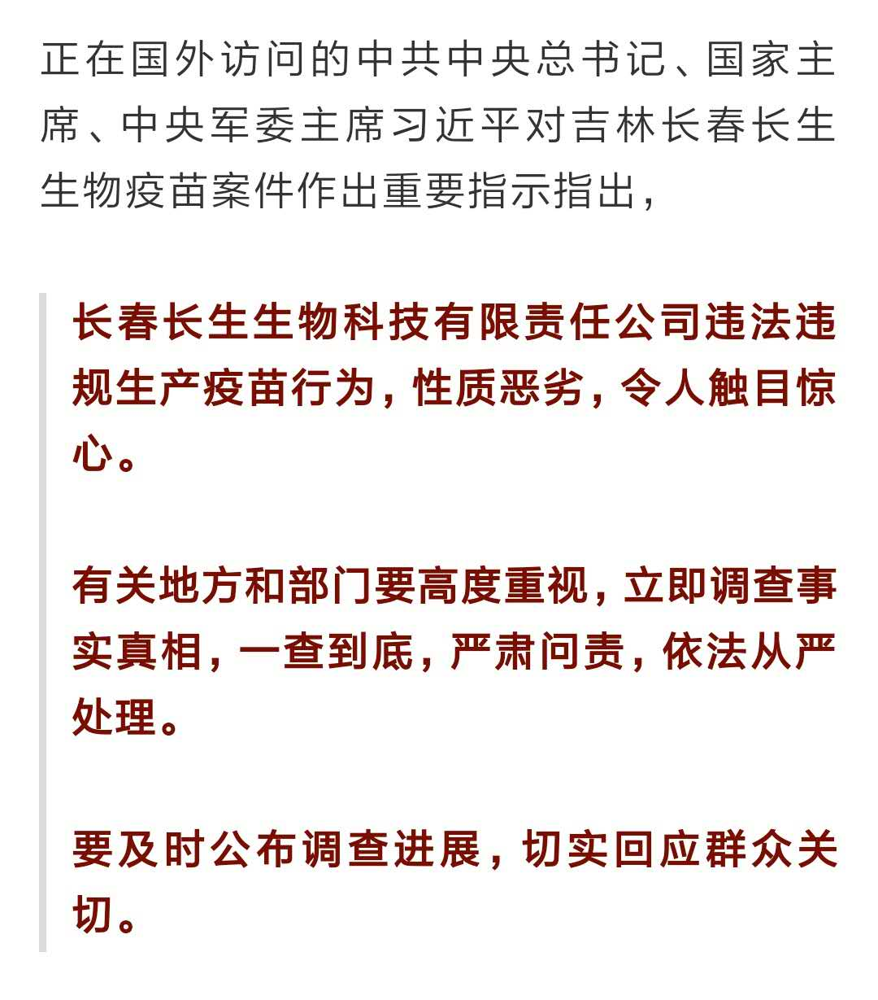 正在国外访问的中共中央总书记、国家主
席、中央军委主席习近平对吉林长春长生
生物疫苗案件作出重要指示指出，
长春长生生物科技有限责任公司违法违
规生产疫苗行为，性质恶劣，令人触目惊
心。
有关地方和部门要高度重视，立即调查事
实真相，一查到底，严肃问责，依法从严
处理。
要及时公布调查进展，切实回应群众关
切。